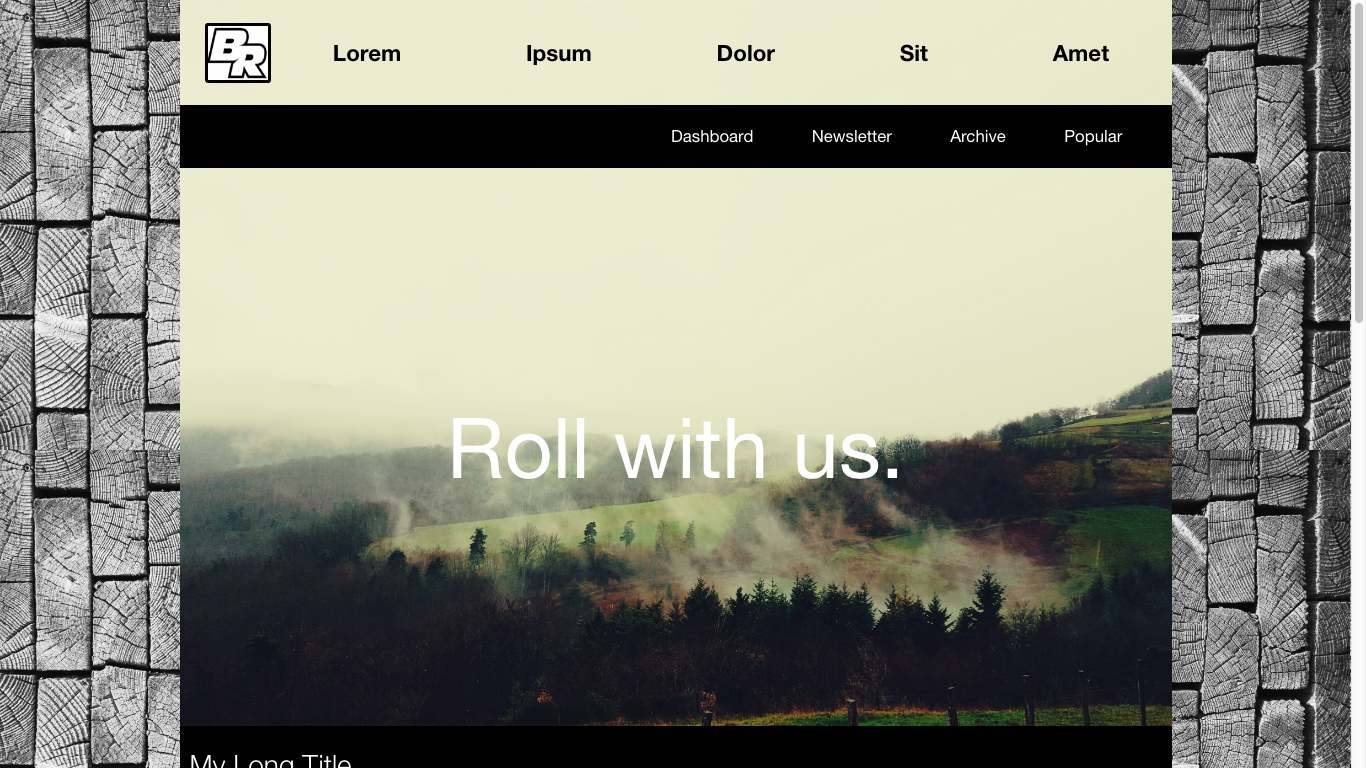 BR
Lorem Ipsum Dolor Sit Amet
Dashboard Newsletter Archive Popular
Roll with us.
My Long Title